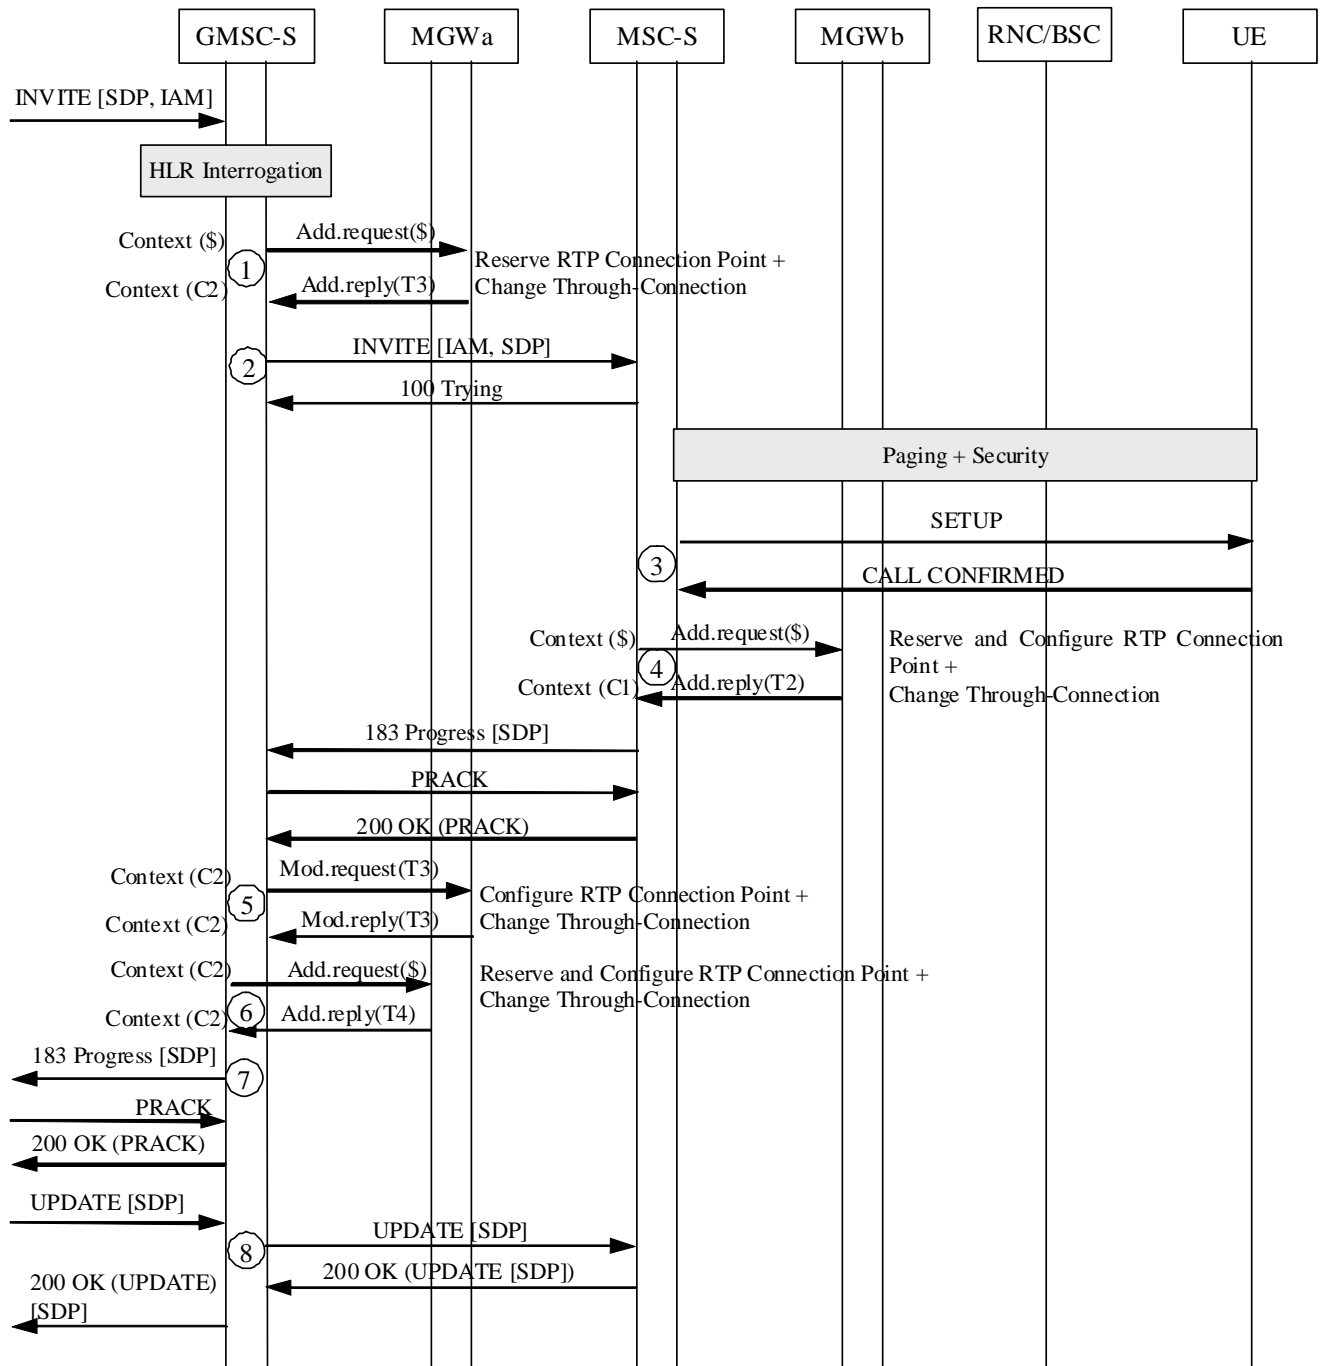 GMSC-S MGWa MSC-S MGWb RNC/BSC UE
INVITE [SDP, IAM]
HLR Interrogation
Context ($)
Add.request($)
1
Reserve RTP Connection Point +
Change Through-Connection
Context (C2)
Add.reply(T3)
2
INVITE [IAM, SDP]
100 Trying
Paging + Security
SETUP
3
CALL CONFIRMED
Context ($)
Add.request($)
4
Reserve and Configure RTP Connection
Point +
Change Through-Connection
Context (C1)
Add.reply(T2)
183 Progress [SDP]
PRACK
200 OK (PRACK)
Context (C2)
Mod.request(T3)
5
Configure RTP Connection Point +
Change Through-Connection
Context (C2)
Mod.reply(T3)
Context (C2)
Add.request($)
6
Reserve and Configure RTP Connection Point +
Change Through-Connection
Context (C2)
Add.reply(T4)
183 Progress [SDP]
7
PRACK
200 OK (PRACK)
UPDATE [SDP]
8
UPDATE [SDP]
200 OK (UPDATE [SDP])
200 OK (UPDATE)
[SDP]